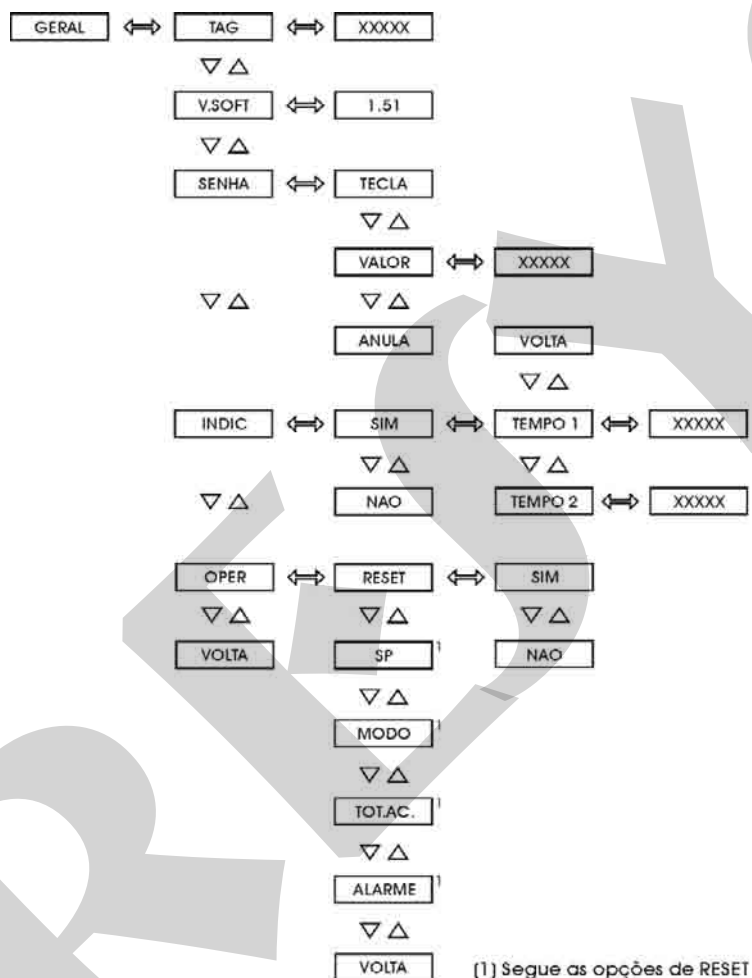 GERAL TAG XXXXX
V.SOFT 1.51
SENHA TECLA
VALOR XXXXX
ANULA VOLTA
INDIC SIM TEMPO 1 XXXXX
NAO TEMPO 2 XXXXX
OPER RESET SIM
VOLTA SP 1 NAO
MODO 1
TOT.AC. 1
ALARME 1
VOLTA (1) Segue as opções de RESET
PRESYS